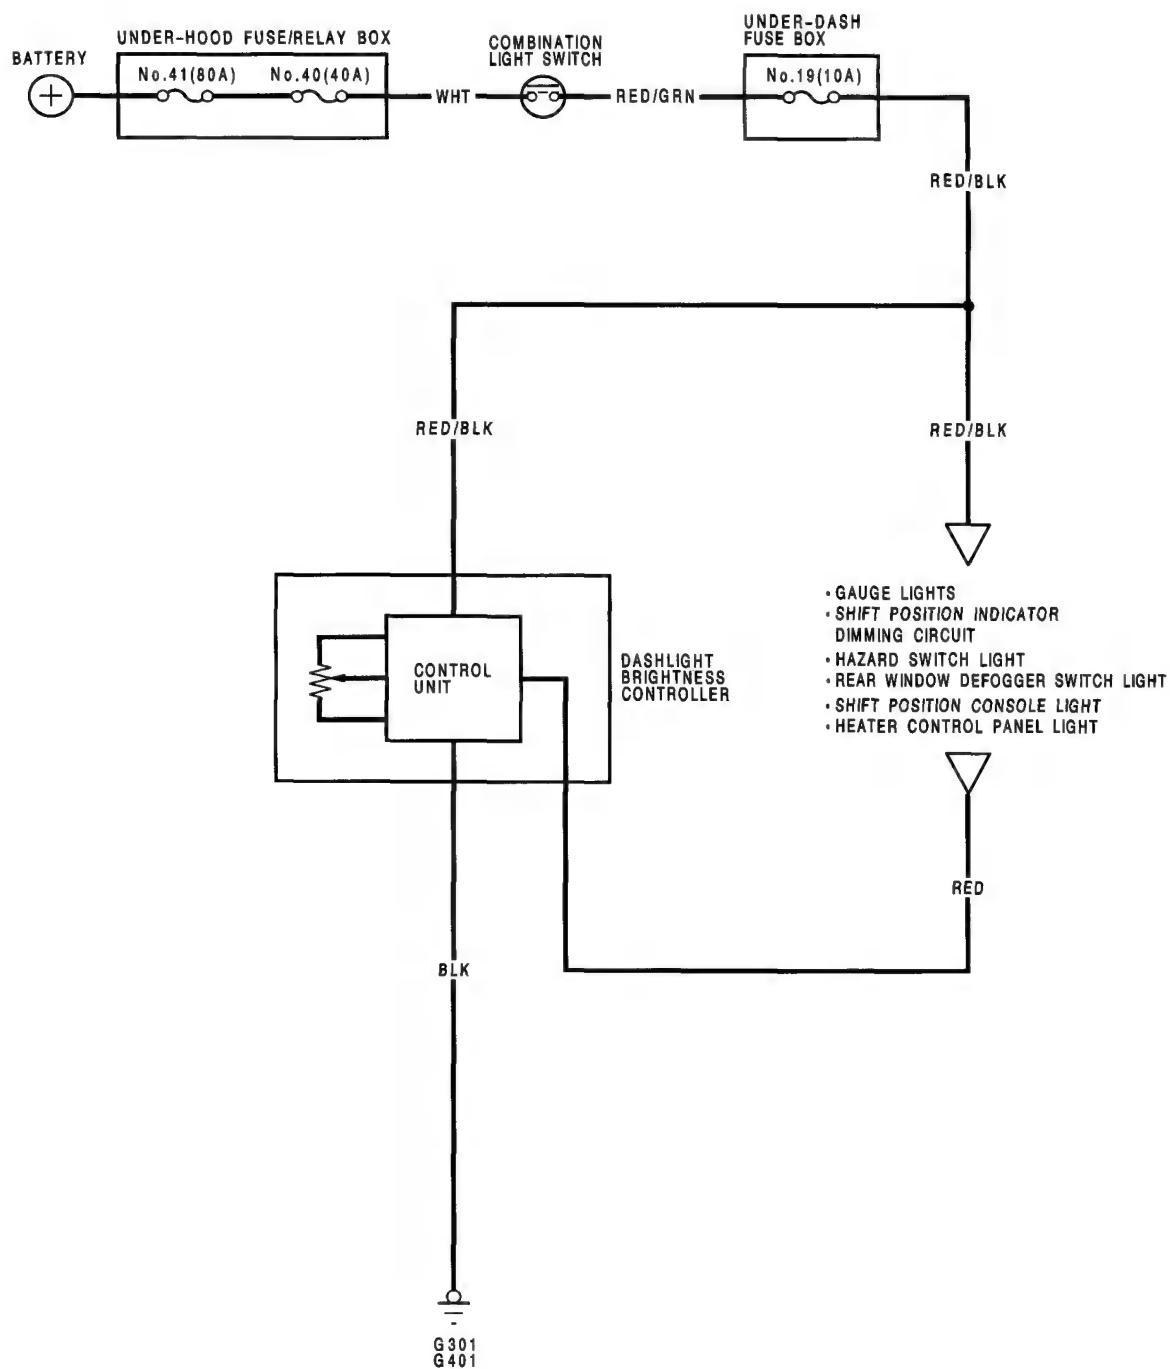 UNDER-HOOD FUSE/RELAY BOX
COMBINATION
LIGHT SWITCH
UNDER-DASH
FUSE BOX
BATTERY
No.41(80A)
No.40(40A)
No.19(10A)
+
WHT
RED/GRN
RED/BLK
RED/BLK
RED/BLK
• GAUGE LIGHTS
• SHIFT POSITION INDICATOR
DIMMING CIRCUIT
• HAZARD SWITCH LIGHT
• REAR WINDOW DEFOGGER SWITCH LIGHT
• SHIFT POSITION CONSOLE LIGHT
• HEATER CONTROL PANEL LIGHT
CONTROL
UNIT
DASHLIGHT
BRIGHTNESS
CONTROLLER
RED
BLK
G301
G401